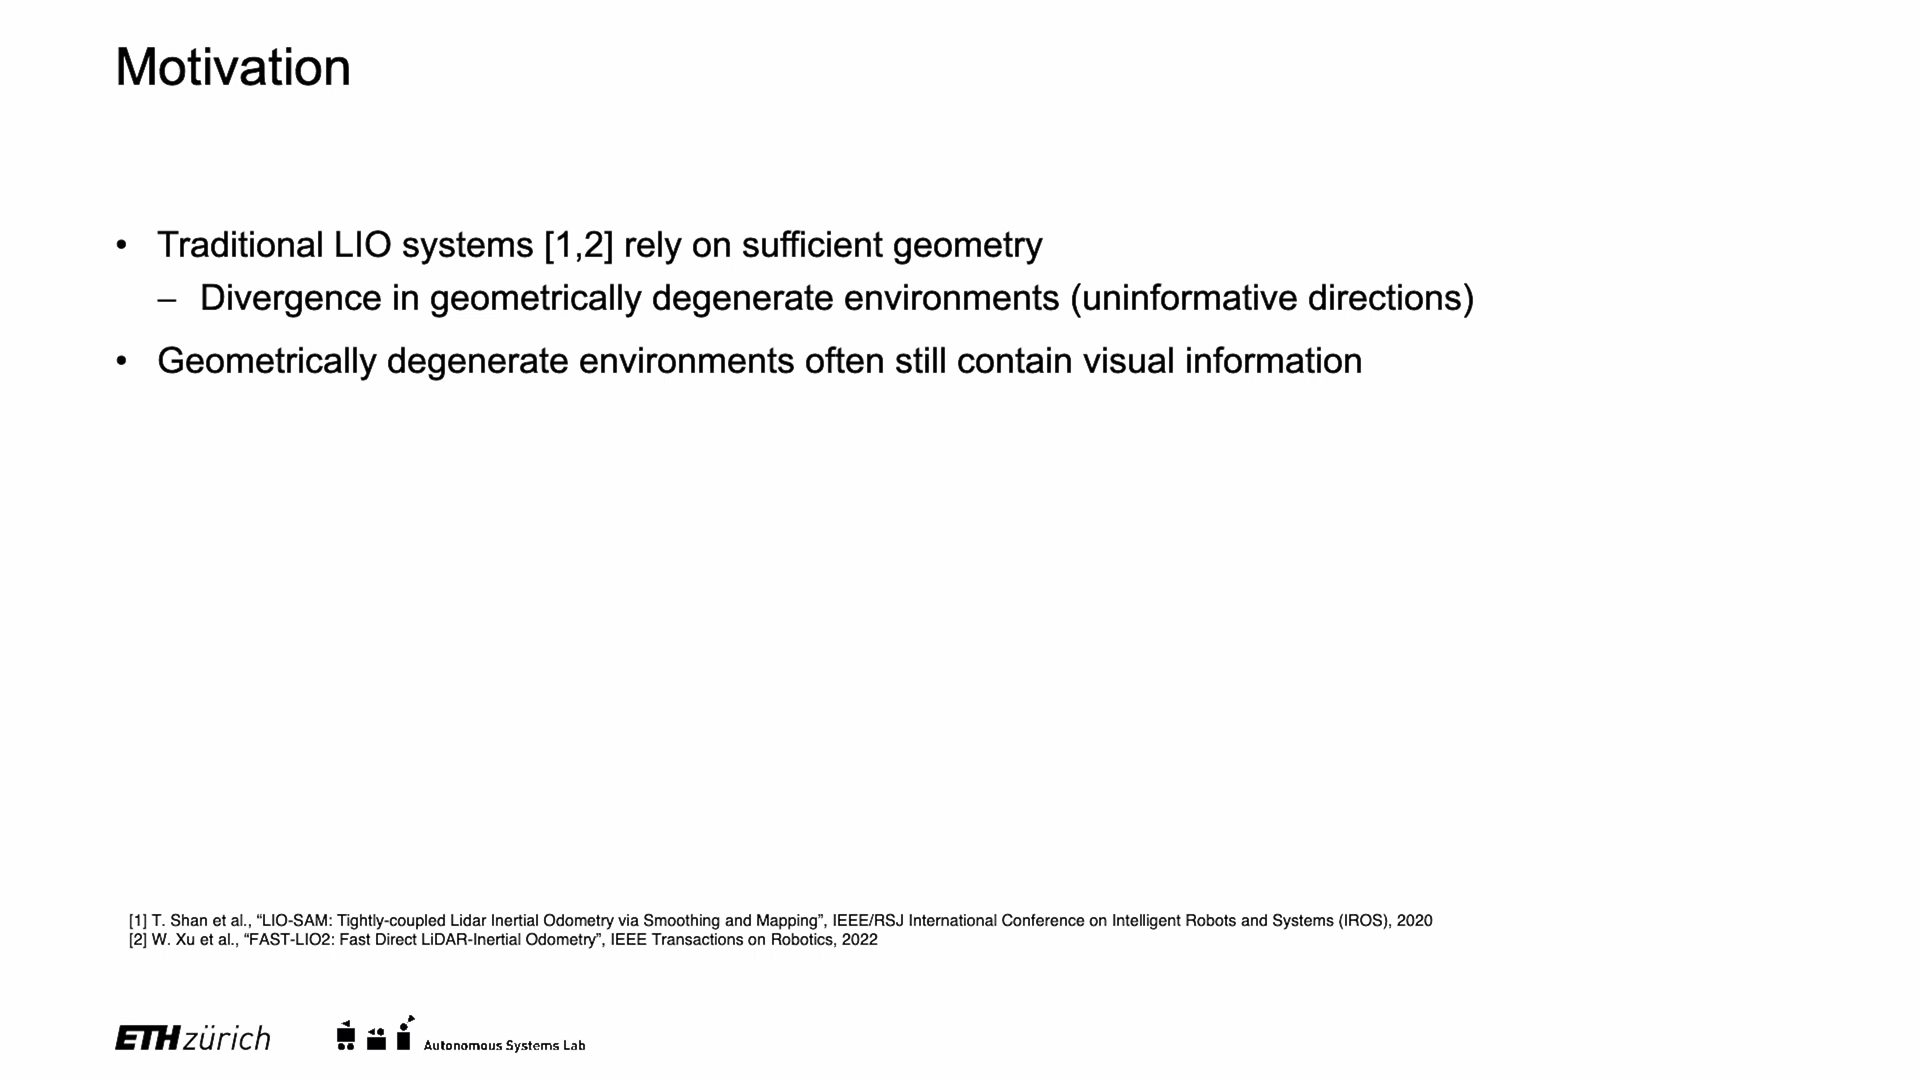 Motivation
• Traditional LIO systems [1,2] rely on sufficient geometry
– Divergence in geometrically degenerate environments (uninformative directions)
• Geometrically degenerate environments often still contain visual information
[1] T. Shan et al., “LIO-SAM: Tightly-coupled Lidar Inertial Odometry via Smoothing and Mapping”, IEEE/RSJ International Conference on Intelligent Robots and Systems (IROS), 2020
[2] W. Xu et al., “FAST-LIO2: Fast Direct LiDAR-Inertial Odometry”, IEEE Transactions on Robotics, 2022
ETH zürich
Autonomous Systems Lab